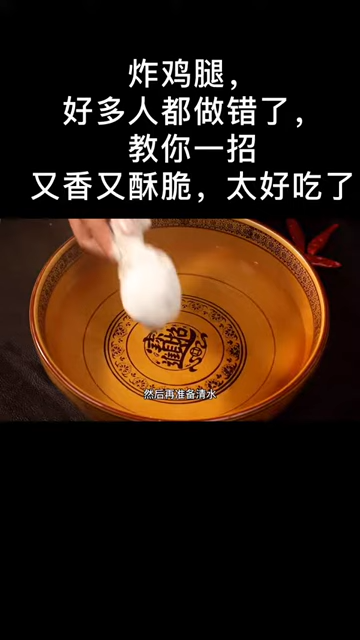 炸鸡腿，
好多人都做错了，
教你一招
又香又酥脆，太好吃了
然后再准备清水